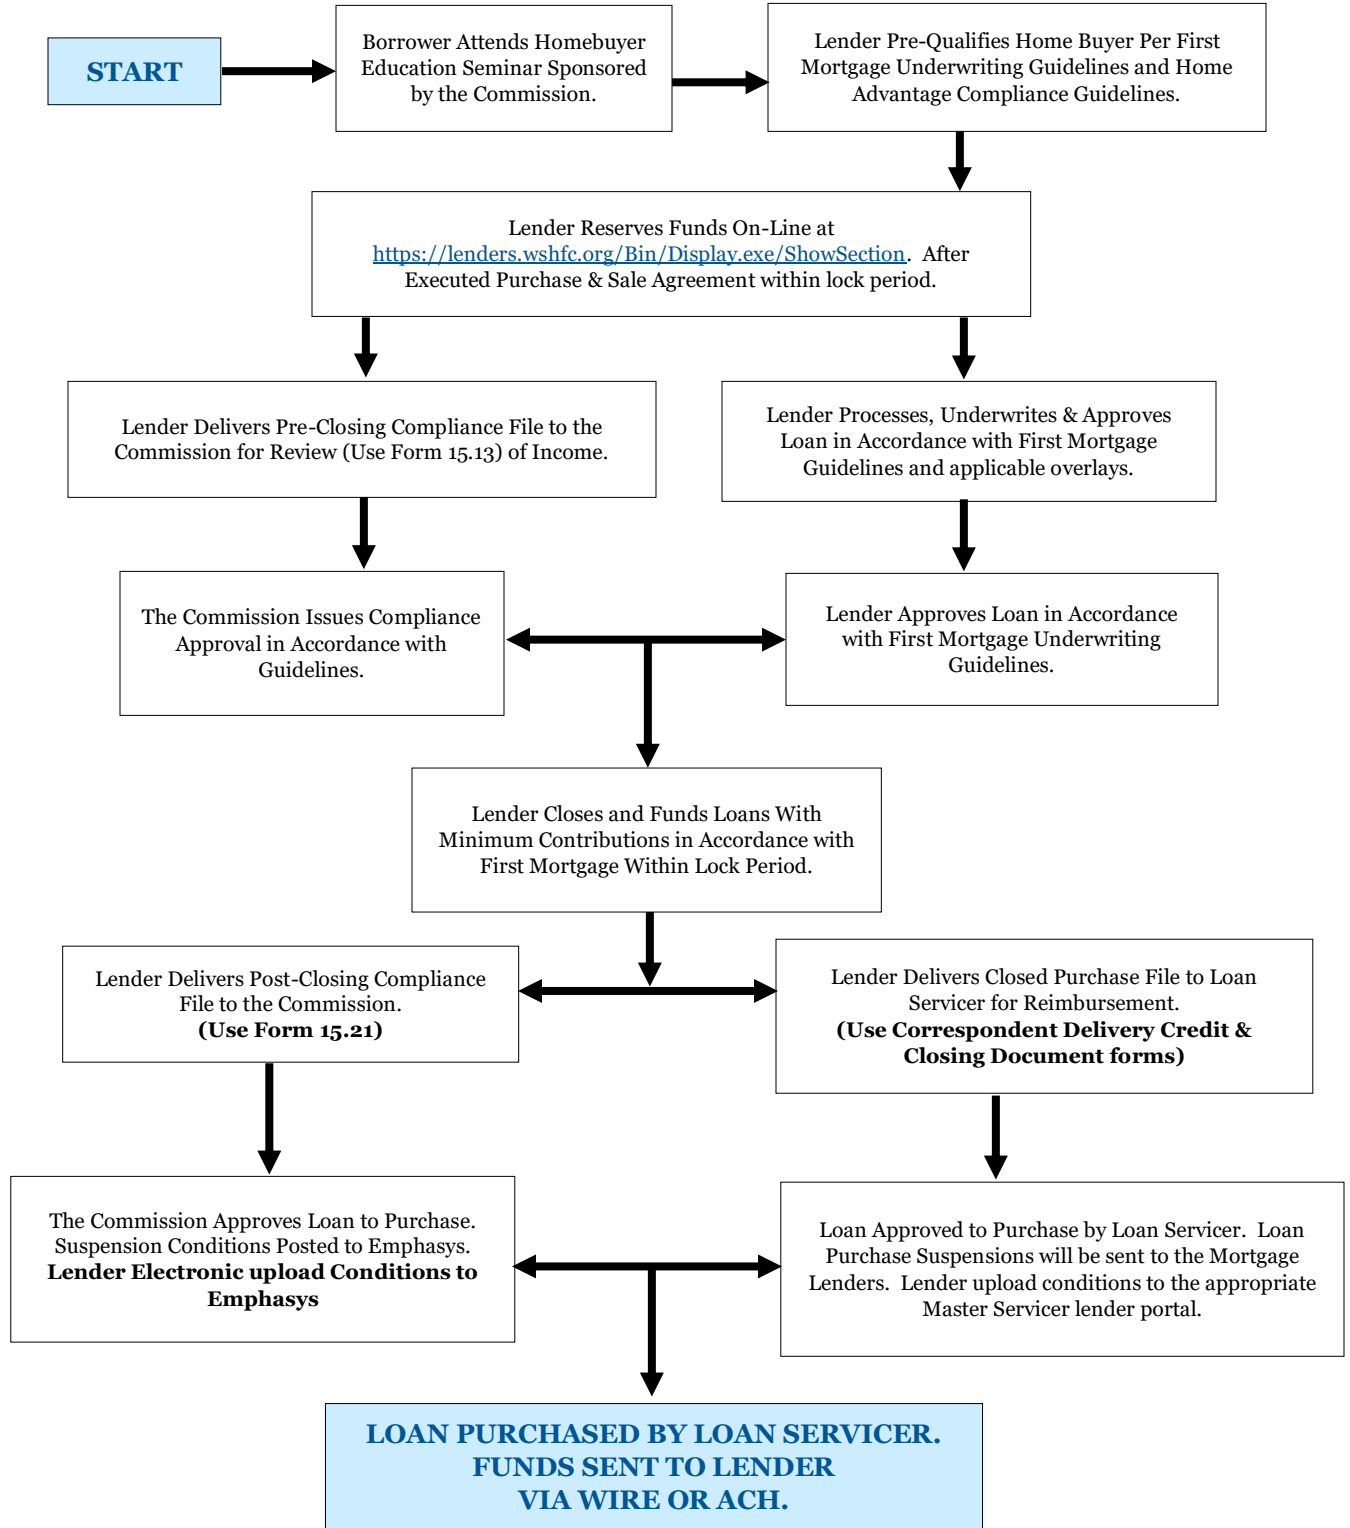 START
Borrower Attends Homebuyer
Education Seminar Sponsored
by the Commission.
Lender Pre-Qualifies Home Buyer Per First
Mortgage Underwriting Guidelines and Home
Advantage Compliance Guidelines.
Lender Reserves Funds On-Line at
https://lenders.wshfc.org/Bin/Display.exe/ShowSection.  After
Executed Purchase & Sale Agreement within lock period.
Lender Delivers Pre-Closing Compliance File to the
Commission for Review (Use Form 15.13) of Income.
Lender Processes, Underwrites & Approves
Loan in Accordance with First Mortgage
Guidelines and applicable overlays.
The Commission Issues Compliance
Approval in Accordance with
Guidelines.
Lender Approves Loan in Accordance
with First Mortgage Underwriting
Guidelines.
Lender Closes and Funds Loans With
Minimum Contributions in Accordance with
First Mortgage Within Lock Period.
Lender Delivers Post-Closing Compliance
File to the Commission.
(Use Form 15.21)
Lender Delivers Closed Purchase File to Loan
Servicer for Reimbursement.
(Use Correspondent Delivery Credit &
Closing Document forms)
The Commission Approves Loan to Purchase.
Suspension Conditions Posted to Emphasys.
Lender Electronic upload Conditions to
Emphasys
Loan Approved to Purchase by Loan Servicer.  Loan
Purchase Suspensions will be sent to the Mortgage
Lenders.  Lender upload conditions to the appropriate
Master Servicer lender portal.
LOAN PURCHASED BY LOAN SERVICER.
FUNDS SENT TO LENDER
VIA WIRE OR ACH.